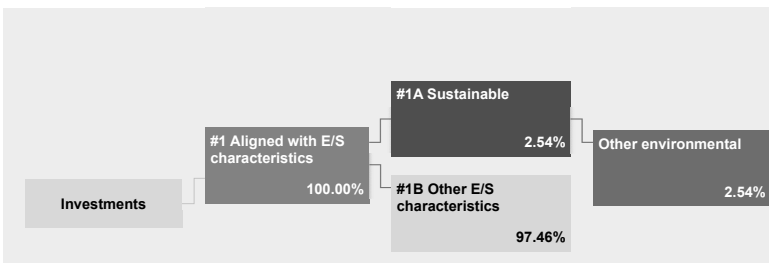 Investments
#1 Aligned with E/S
characteristics
100.00%
#1A Sustainable
2.54%
#1B Other E/S
characteristics
97.46%
Other environmental
2.54%